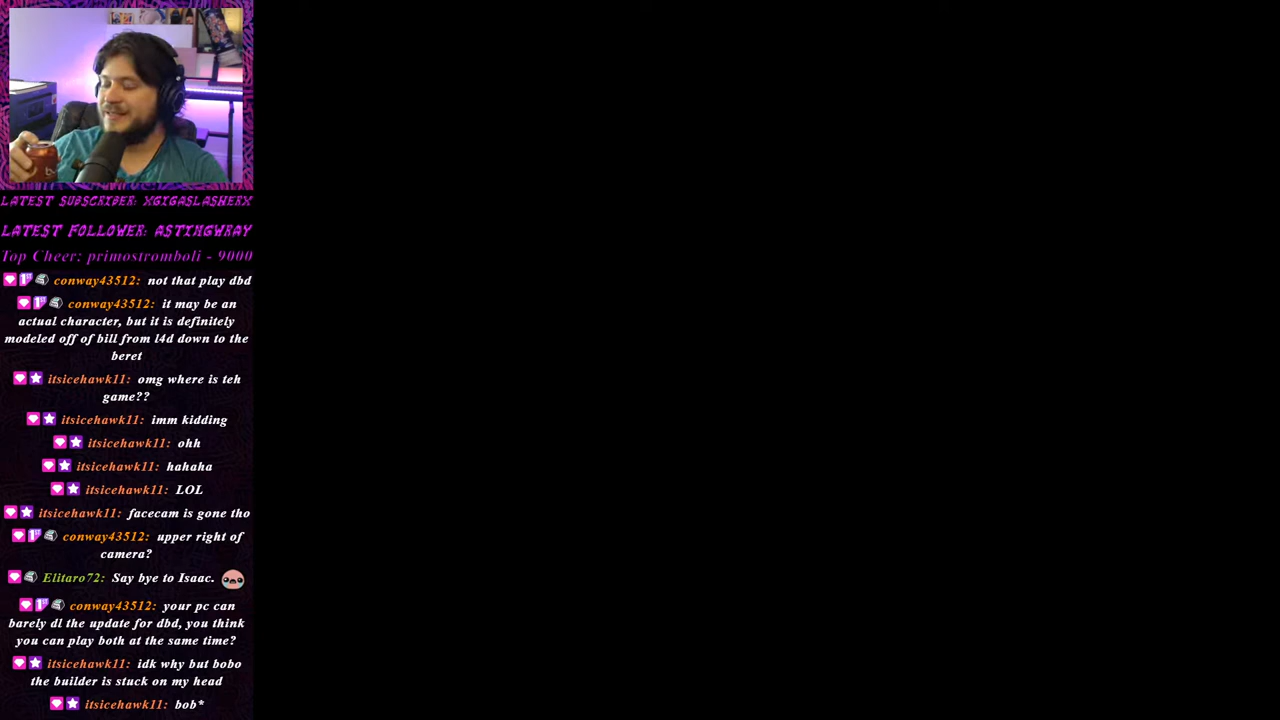 LATEST SUBSCRIBER: XGIGASLASHERX
LATEST FOLLOWER: ASTINGWRAY
Top Cheer: primostromboli - 9000
conway43512: not that play dbd
conway43512: it may be an
actual character, but it is definitely
modeled off of bill from l4d down to the
beret
itsicehawk11: omg where is teh
game??
itsicehawk11: imm kidding
itsicehawk11: ohh
itsicehawk11: hahaha
itsicehawk11: LOL
itsicehawk11: facecam is gone tho
conway43512: upper right of
camera?
Elitaro72: Say bye to Isaac.
conway43512: your pc can
barely dl the update for dbd, you think
you can play both at the same time?
itsicehawk11: idk why but bobo
the builder is stuck on my head
itsicehawk11: bob*